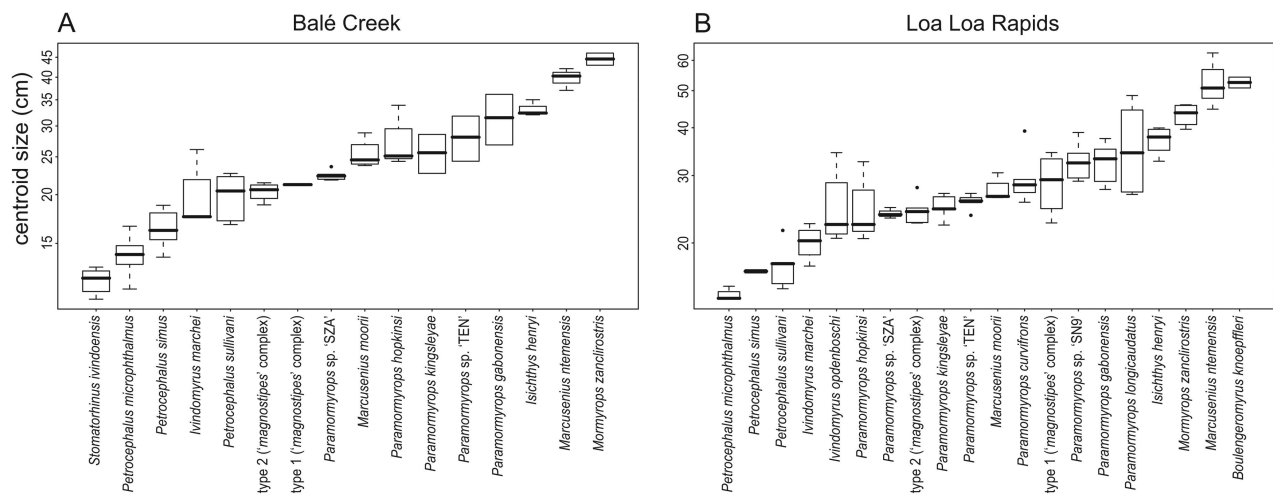 A
Balé Creek
centroid size (cm)
45
40
35
30
25
20
15
Stomatorhinus ivindoensis
Petrocephalus microphthalmus
Petrocephalus simus
Ivindomyrus marchei
Petrocephalus sullivani
type 2 ('magnostipes' complex)
type 1 ('magnostipes' complex)
Paramormyrops sp. 'SZA'
Marcusenius moorii
Paramormyrops hopkinsi
Paramormyrops kingsleyae
Paramormyrops sp. 'TEN'
Paramormyrops gabonensis
Isichthys henryi
Marcusenius ntemensis
Mormyrops zanclirostris
B
Loa Loa Rapids
60
50
40
30
20
Petrocephalus microphthalmus
Petrocephalus simus
Petrocephalus sullivani
Ivindomyrus marchei
Ivindomyrus opdenboschi
Paramormyrops hopkinsi
Paramormyrops sp. 'SZA'
type 2 ('magnostipes' complex)
Paramormyrops kingsleyae
Paramormyrops sp. 'TEN'
Marcusenius moorii
Paramormyrops curvifrons
type 1 ('magnostipes' complex)
Paramormyrops sp. 'SN9'
Paramormyrops gabonensis
Paramormyrops longicaudatus
Isichthys henryi
Mormyrops zanclirostris
Marcusenius ntemensis
Boulengeromyrus knoepffleri